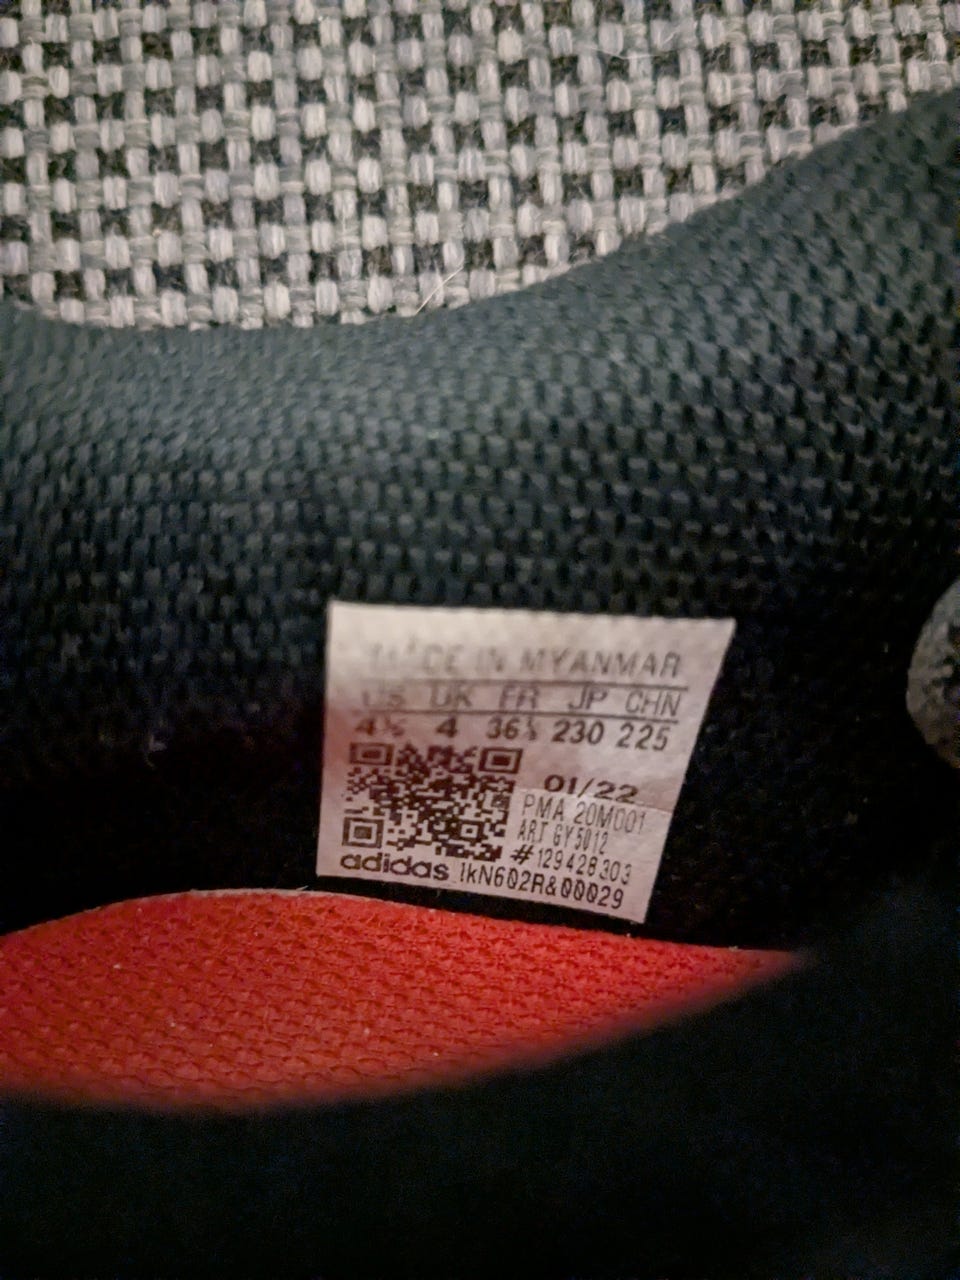 MADE IN MYANMAR
US UK FR JP CHN
4½ 4 36⅔ 230 225
01/22
PMA 20M001
ART GY5012
#129428303
adidas 1kN602R&00029